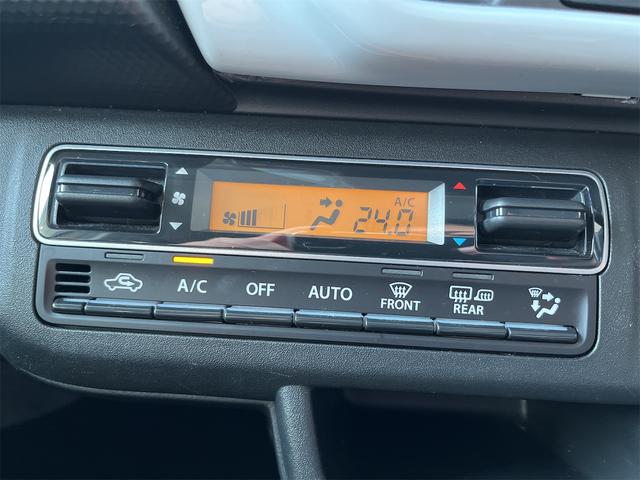 A/C
24.0
A/C OFF AUTO FRONT REAR